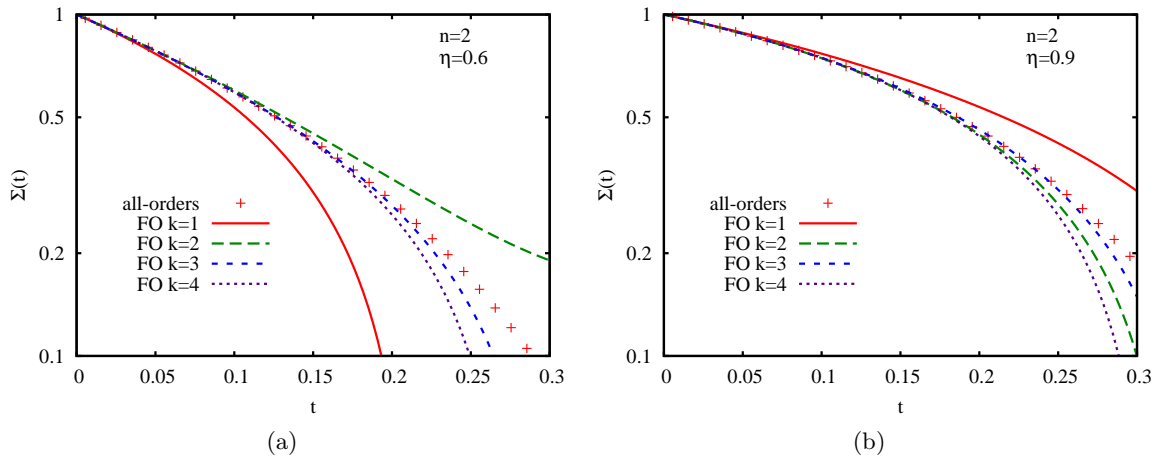 1
0.5
0.2
0.1
Σ(t)
n=2
η=0.6
all-orders
FO k=1
FO k=2
FO k=3
FO k=4
0 0.05 0.1 0.15 0.2 0.25 0.3
t
(a)
1
0.5
0.2
0.1
Σ(t)
n=2
η=0.9
all-orders
FO k=1
FO k=2
FO k=3
FO k=4
0 0.05 0.1 0.15 0.2 0.25 0.3
t
(b)